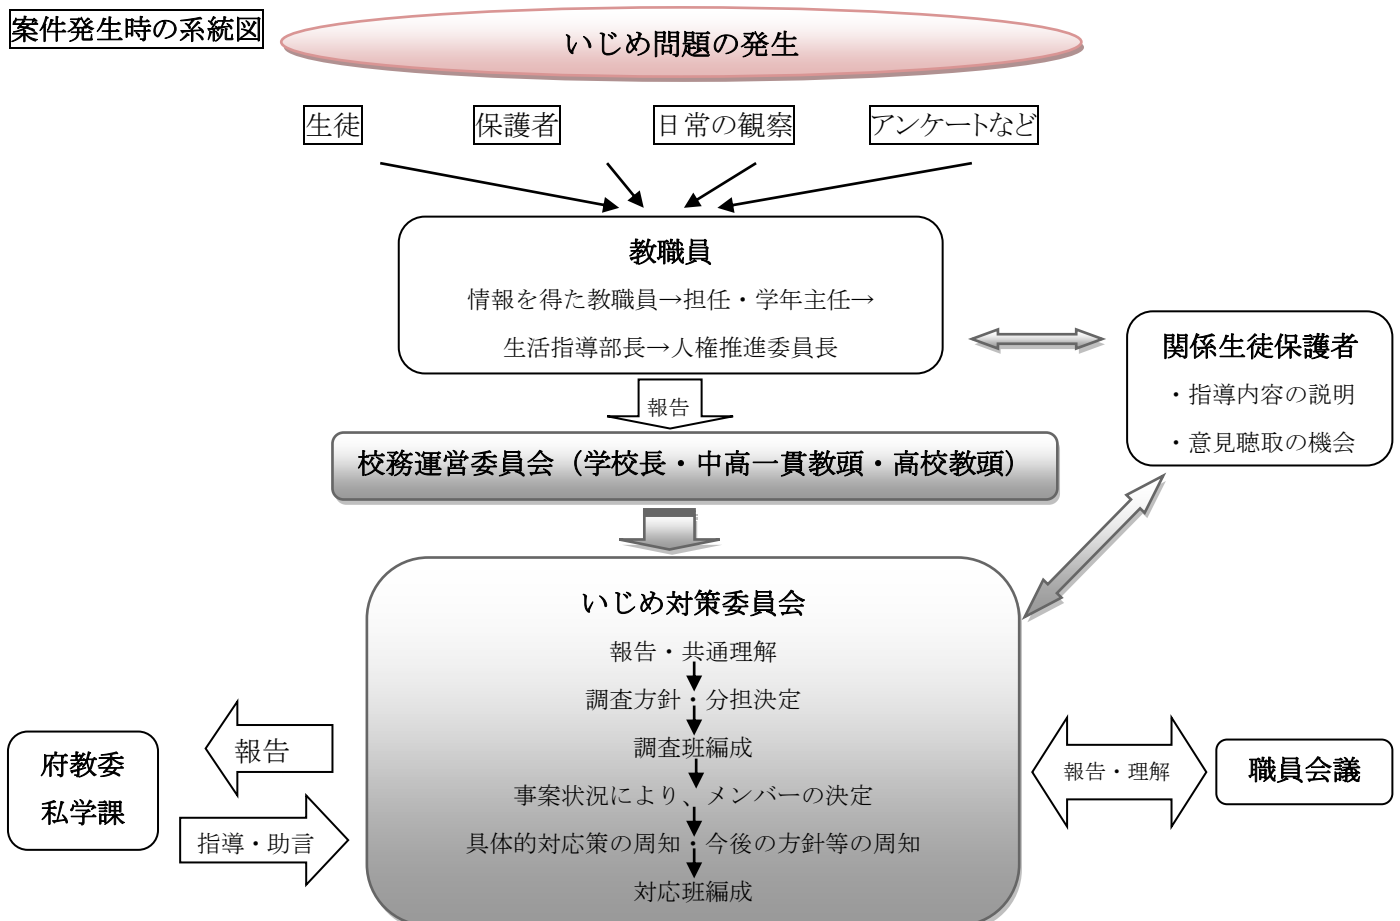 案件発生時の系統図
いじめ問題の発生
生徒
保護者
日常の観察
アンケートなど
教職員
情報を得た教職員→担任・学年主任→
生活指導部長→人権推進委員長
関係生徒保護者
・指導内容の説明
・意見聴取の機会
報告
校務運営委員会（学校長・中高一貫教頭・高校教頭）
いじめ対策委員会
報告・共通理解
調査方針・分担決定
調査班編成
事案状況により、メンバーの決定
具体的対応策の周知・今後の方針等の周知
対応班編成
府教委
私学課
報告
指導・助言
報告・理解
職員会議